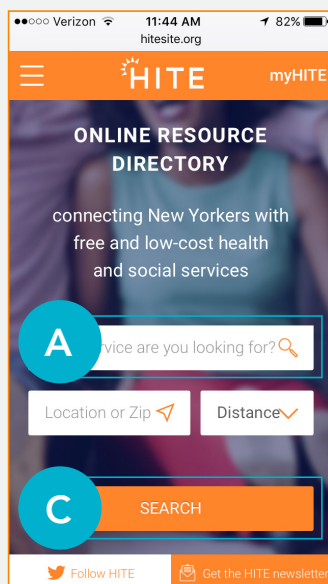 Verizon 11:44 AM 82%
hitesite.org
HITE myHITE
ONLINE RESOURCE
DIRECTORY
connecting New Yorkers with
free and low-cost health
and social services
A rvice are you looking for?
Location or Zip Distance
C SEARCH
Follow HITE Get the HITE newsletter